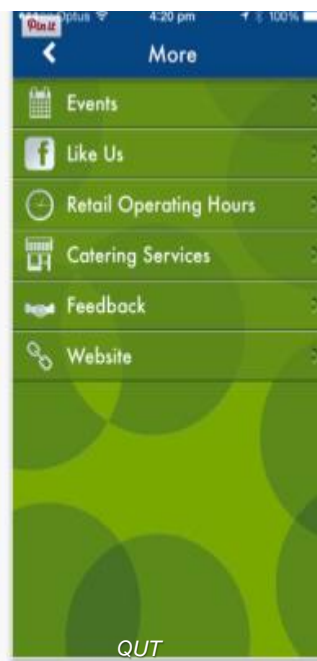 Pin it Optus 4:20 pm 100%
More
Events
Like Us
Retail Operating Hours
Catering Services
Feedback
Website
QUT